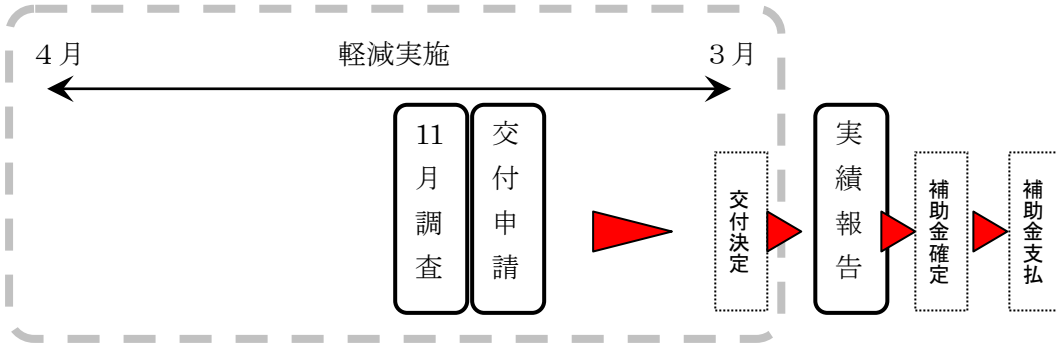 ４月 軽減実施 ３月
11月調査
交付申請
交付決定
実績報告
補助金確定
補助金支払